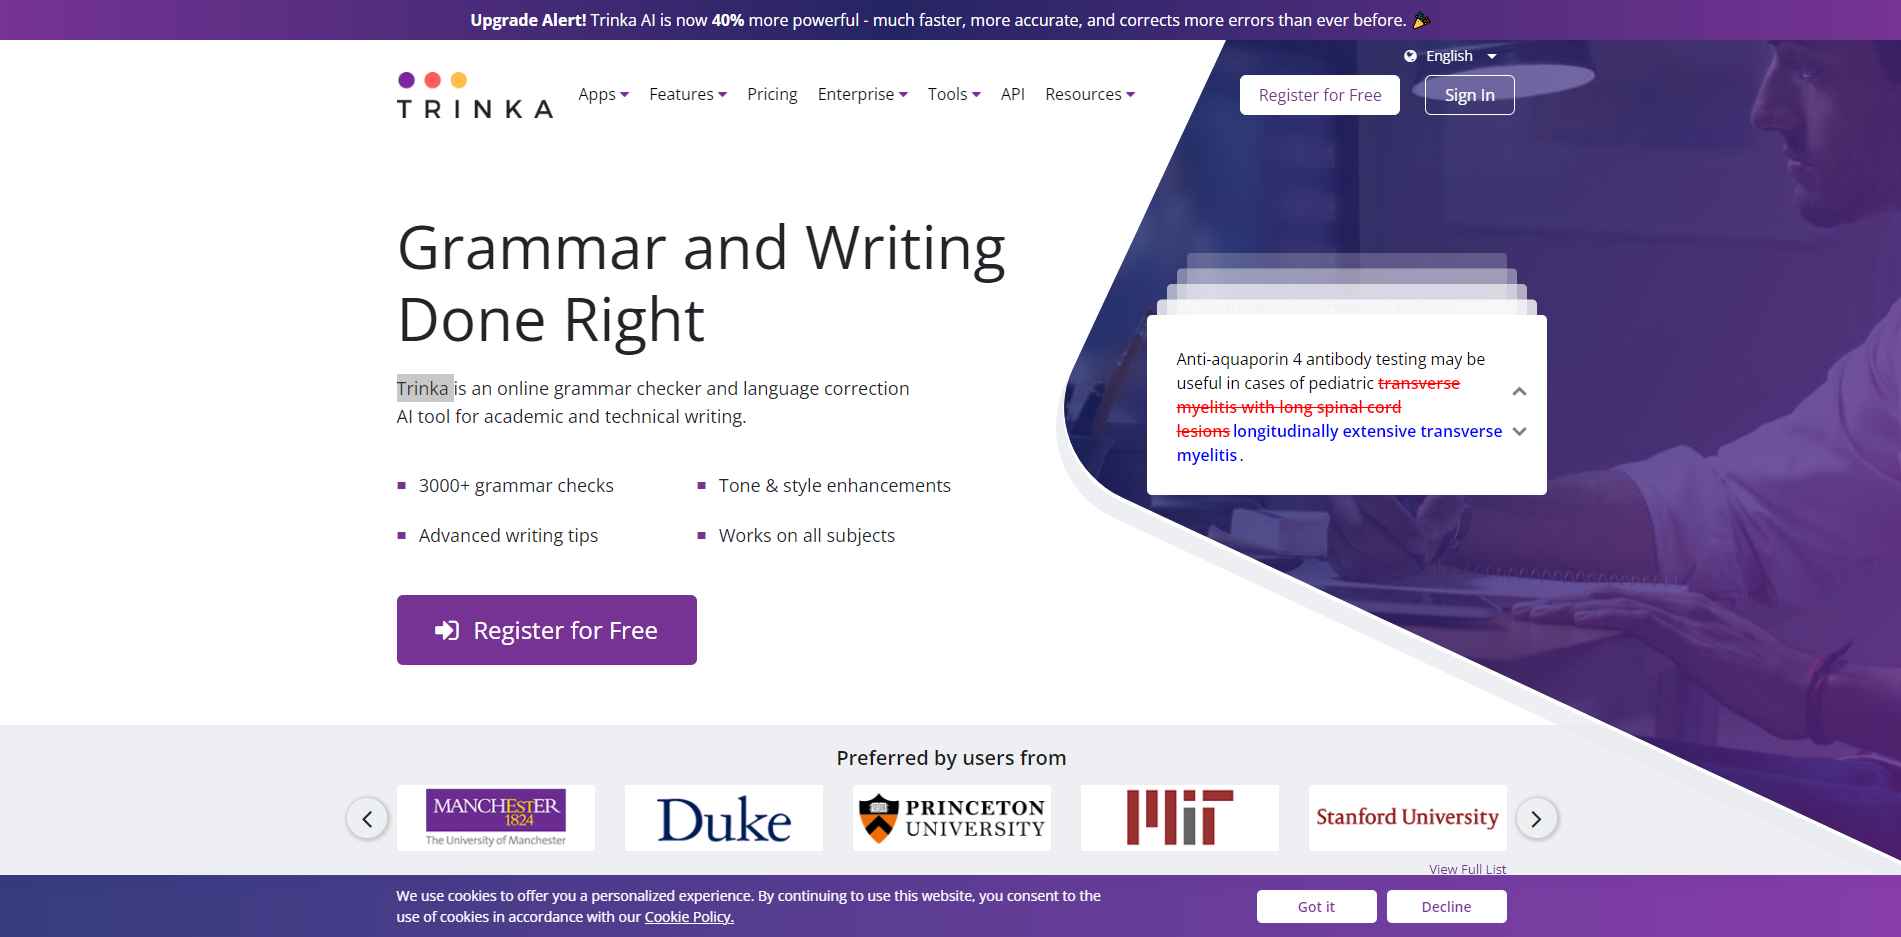 Upgrade Alert! Trinka AI is now 40% more powerful - much faster, more accurate, and corrects more errors than ever before.
English
TRINKA
Apps Features Pricing Enterprise Tools API Resources
Register for Free Sign In
Grammar and Writing
Done Right
Trinka is an online grammar checker and language correction
AI tool for academic and technical writing.
3000+ grammar checks
Tone & style enhancements
Advanced writing tips
Works on all subjects
Register for Free
Anti-aquaporin 4 antibody testing may be
useful in cases of pediatric transverse
myelitis with long spinal cord
lesions longitudinally extensive transverse
myelitis.
Preferred by users from
MANCHESTER
1824
The University of Manchester
Duke
PRINCETON
UNIVERSITY
MIT
Stanford University
View Full List
We use cookies to offer you a personalized experience. By continuing to use this website, you consent to the
use of cookies in accordance with our Cookie Policy.
Got it
Decline